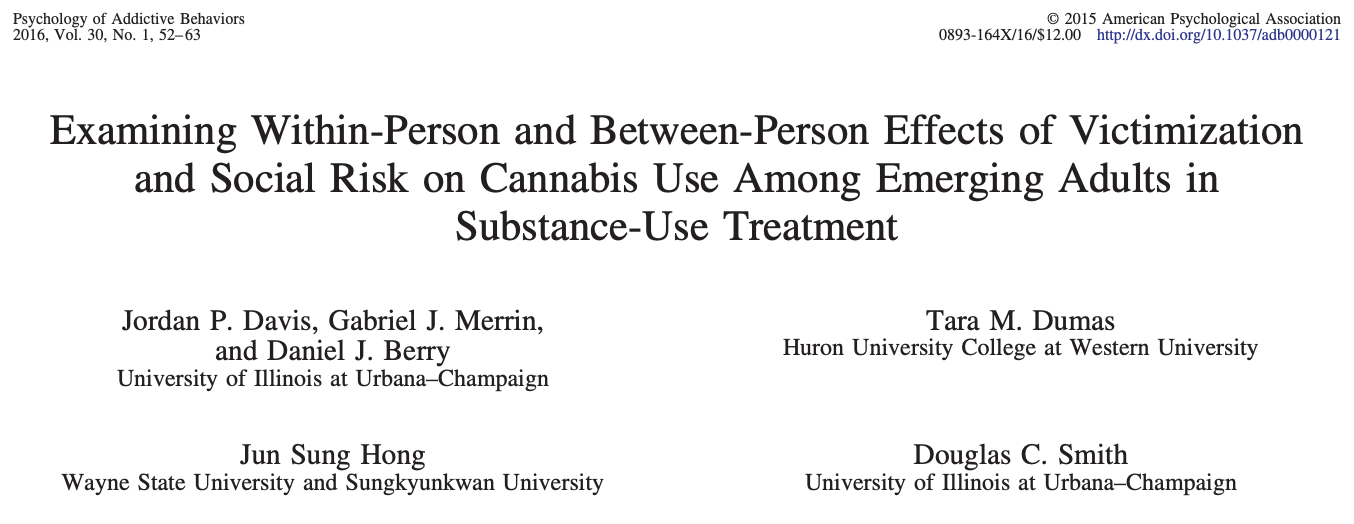 Psychology of Addictive Behaviors
2016, Vol. 30, No. 1, 52–63
© 2015 American Psychological Association
0893-164X/16/$12.00 http://dx.doi.org/10.1037/adb0000121
Examining Within-Person and Between-Person Effects of Victimization
and Social Risk on Cannabis Use Among Emerging Adults in
Substance-Use Treatment
Jordan P. Davis, Gabriel J. Merrin,
and Daniel J. Berry
University of Illinois at Urbana–Champaign
Tara M. Dumas
Huron University College at Western University
Jun Sung Hong
Wayne State University and Sungkyunkwan University
Douglas C. Smith
University of Illinois at Urbana–Champaign